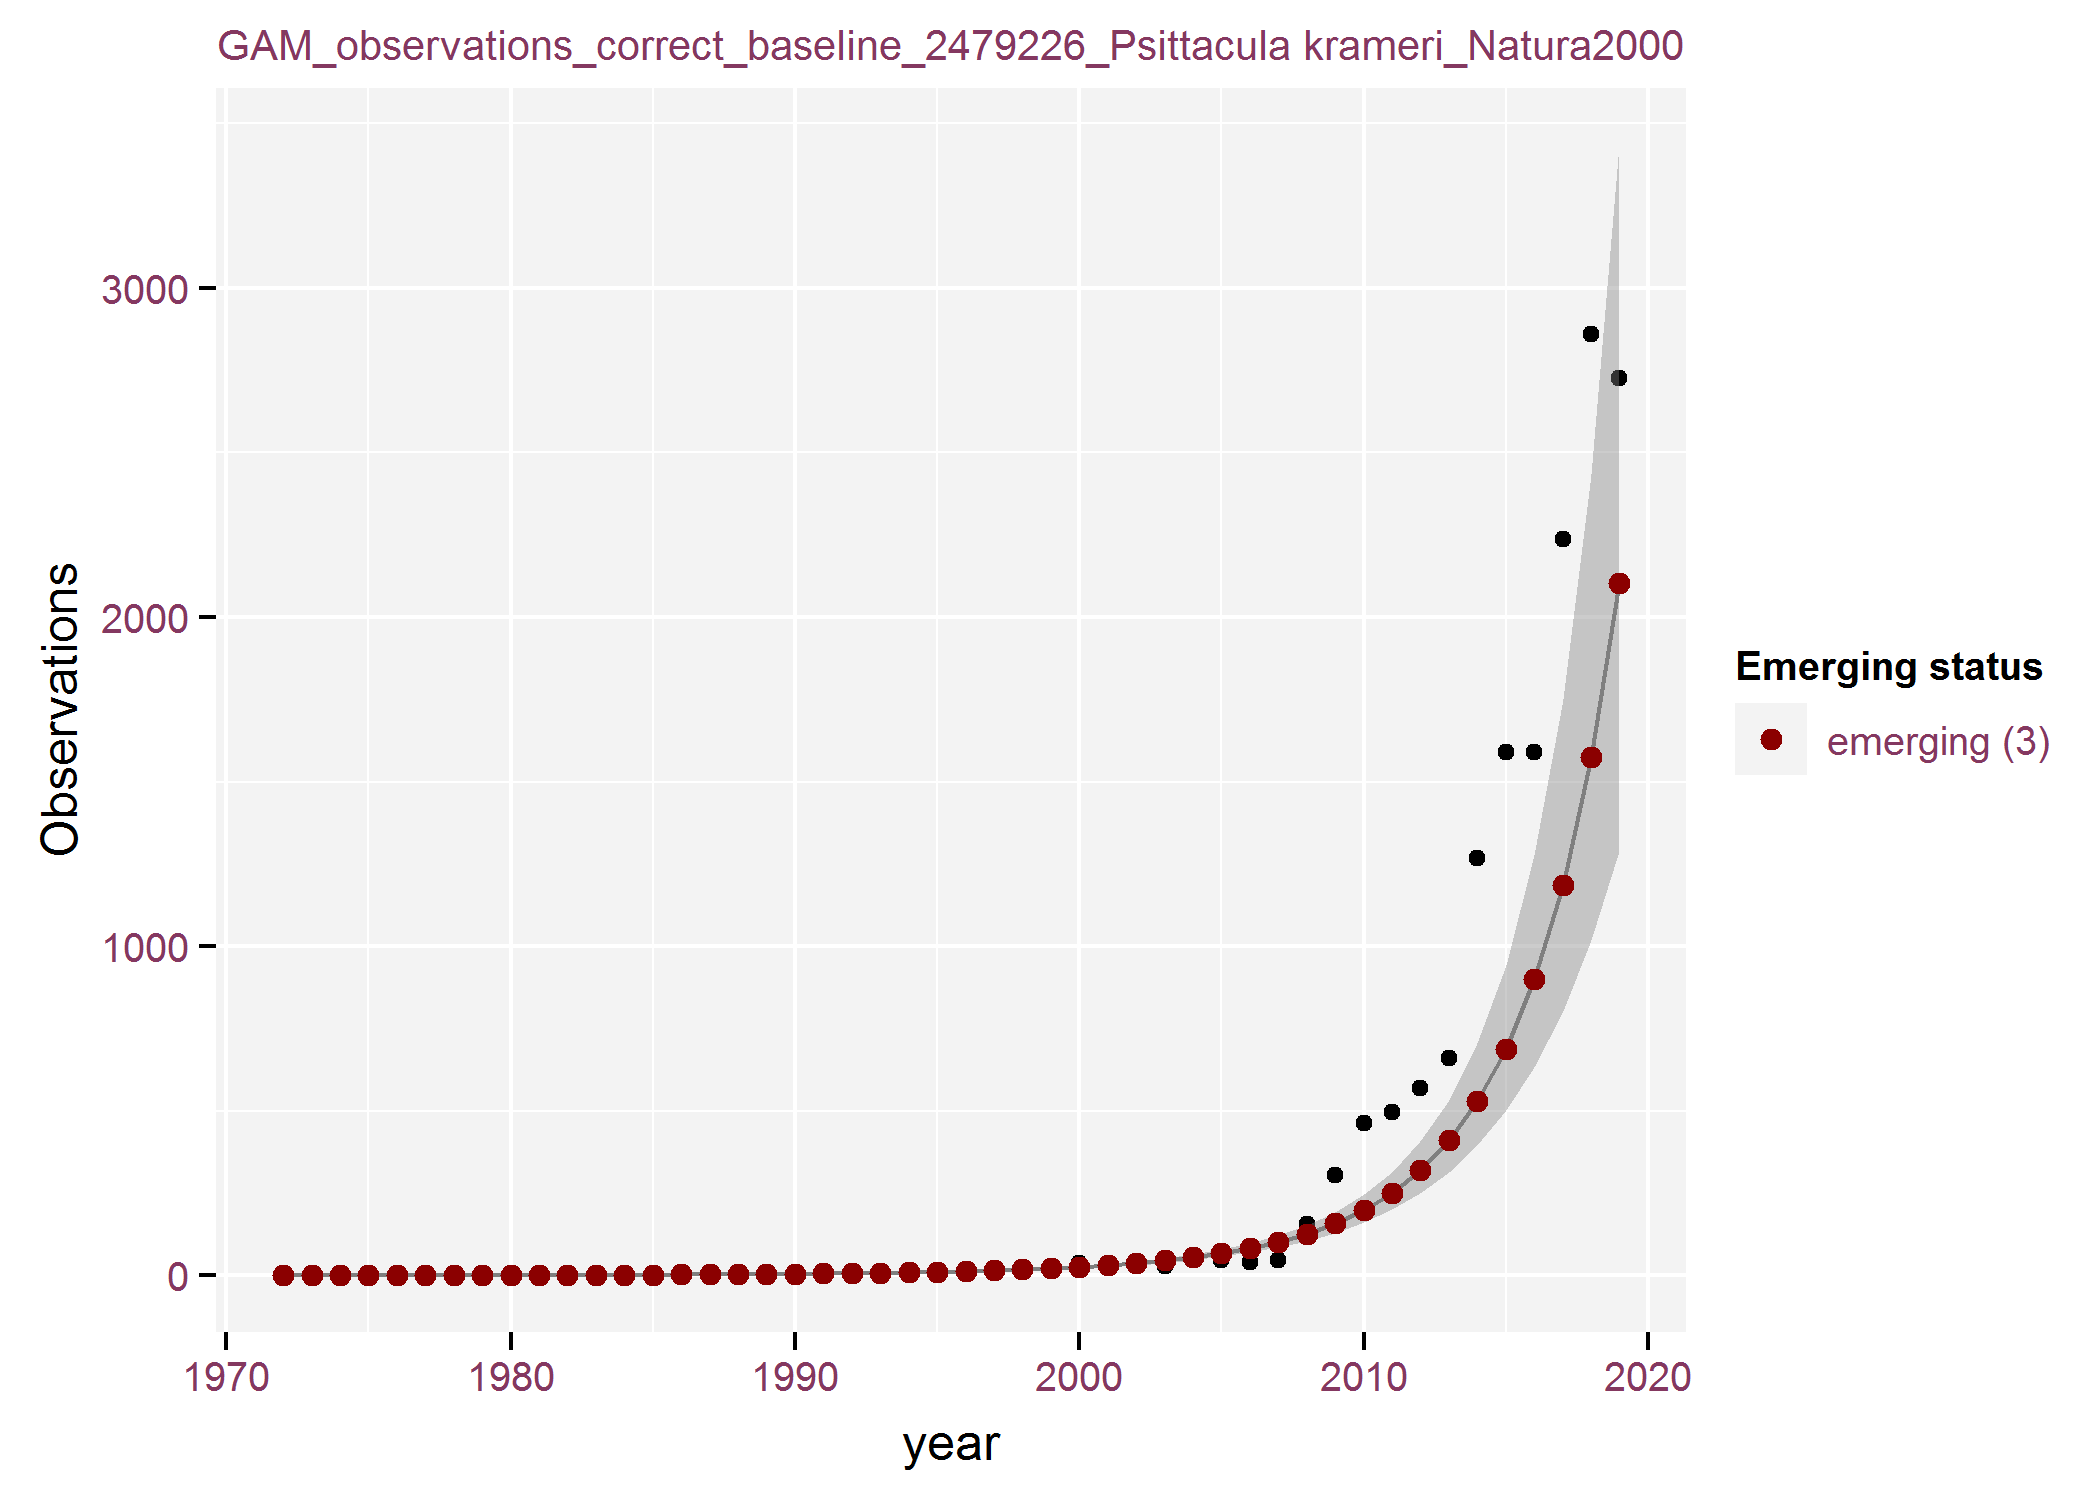 GAM_observations_correct_baseline_2479226_Psittacula krameri_Natura2000
Observations
3000
2000
1000
0
1970 1980 1990 2000 2010 2020
year
Emerging status
emerging (3)